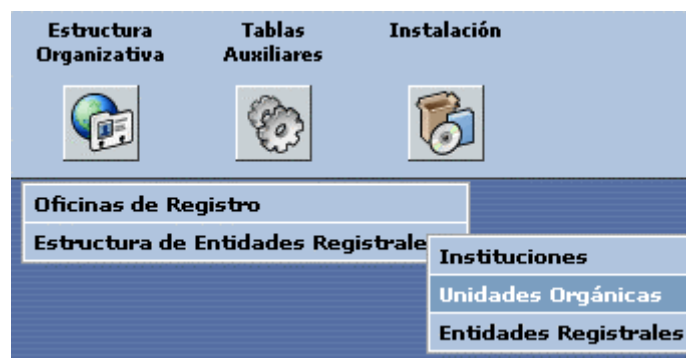 Estructura
Organizativa
Tablas
Auxiliares
Instalación
Oficinas de Registro
Estructura de Entidades Registrale
Instituciones
Unidades Orgánicas
Entidades Registrales